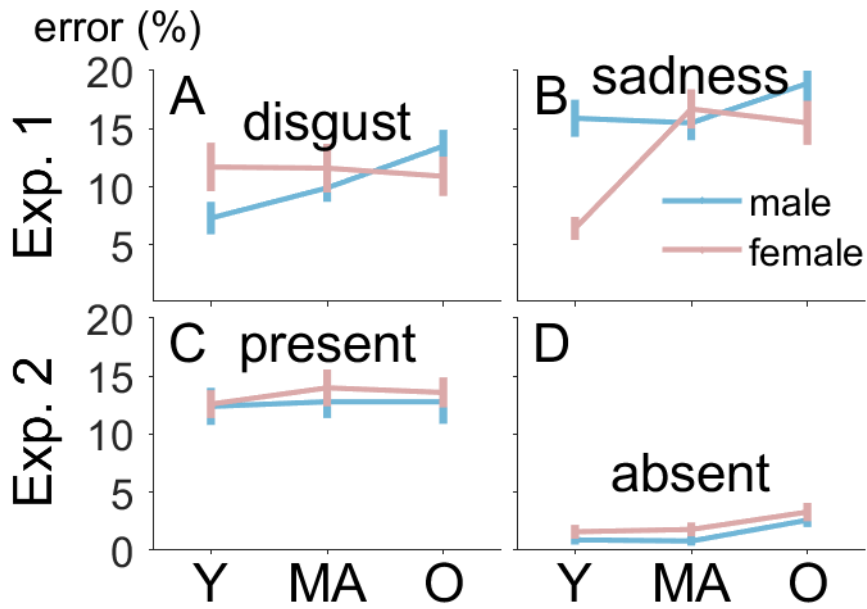 error (%)
Exp. 1
20
15
10
5
A
disgust
B
sadness
male
female
Exp. 2
20
15
10
5
0
C
present
D
absent
Y MA O
Y MA O